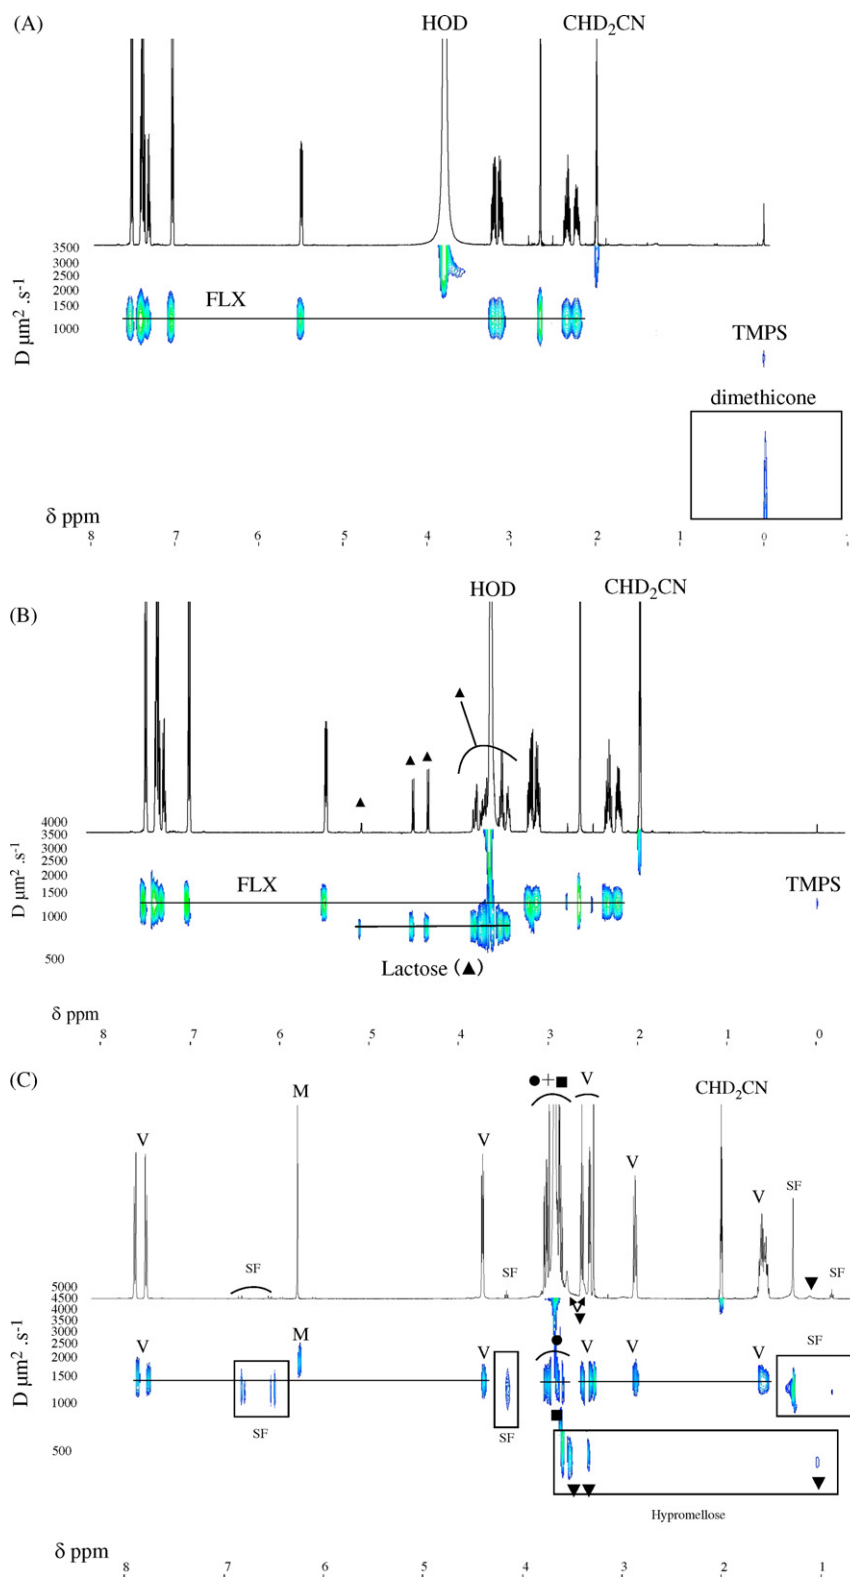 (A)
HOD
CHD₂CN
3500
3000
2500
2000
1500
1000
D µm² .s⁻¹
FLX
TMPS
dimethicone
δ ppm
8 7 6 5 4 3 2 1 0
(B)
HOD
CHD₂CN
▲
▲ ▲
▲
4000
3500
3000
2500
2000
1500
1000
500
D µm² .s⁻¹
FLX
TMPS
Lactose (▲)
δ ppm
8 7 6 5 4 3 2 1 0
(C)
M
●+■
V
CHD₂CN
V
V
V
SF
V
SF
SF
▼
SF
5000
4500
4000
3500
3000
2500
2000
1500
1000
500
D µm² .s⁻¹
▼
V
M
V
●
V
V
SF
SF
SF
■
▼ ▼
▼
Hypromellose
δ ppm
8 7 6 5 4 3 2 1